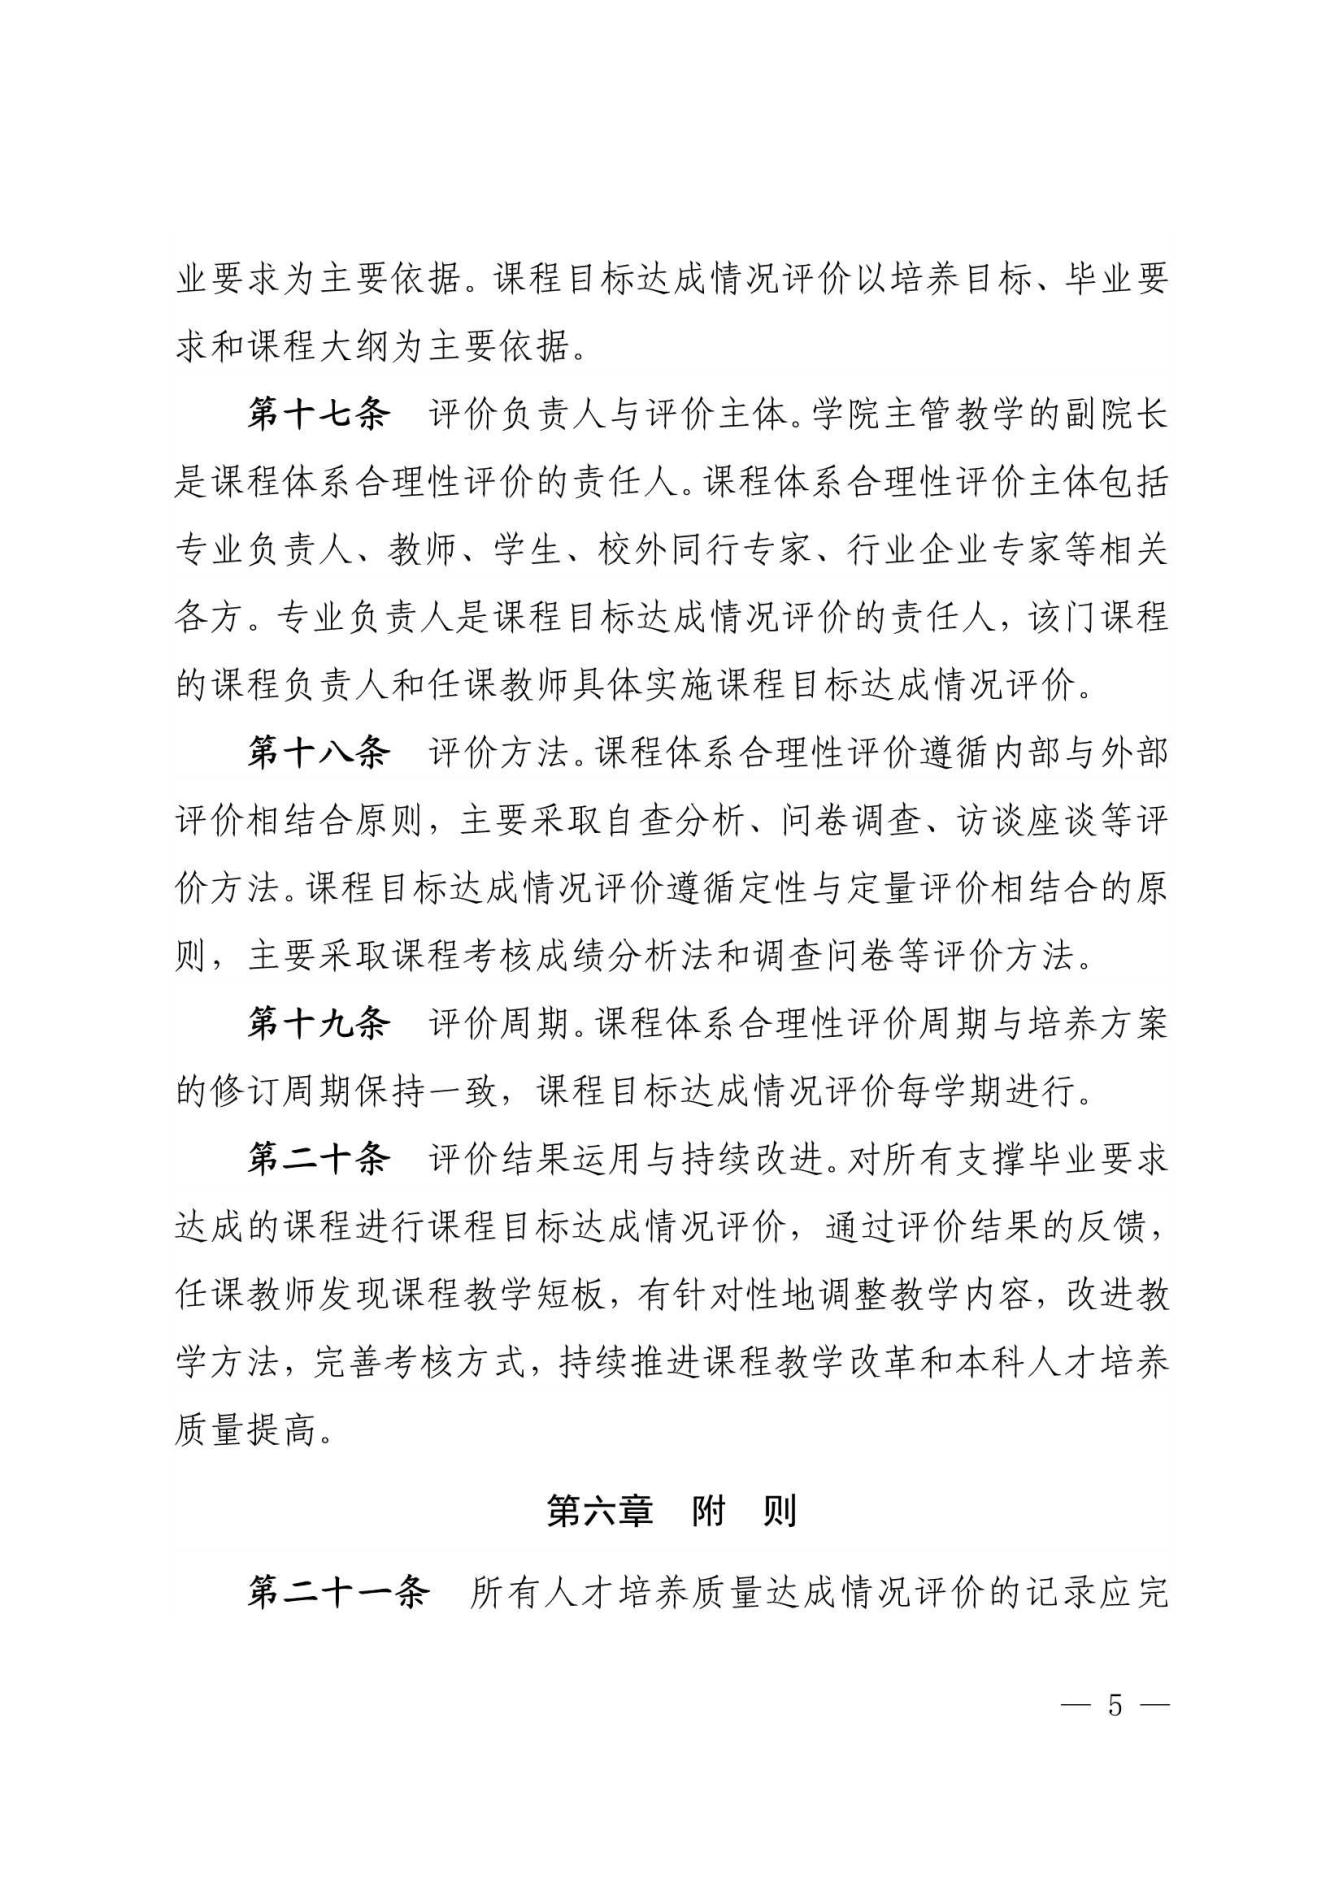 业要求为主要依据。课程目标达成情况评价以培养目标、毕业要
求和课程大纲为主要依据。
第十七条　评价负责人与评价主体。学院主管教学的副院长
是课程体系合理性评价的责任人。课程体系合理性评价主体包括
专业负责人、教师、学生、校外同行专家、行业企业专家等相关
各方。专业负责人是课程目标达成情况评价的责任人，该门课程
的课程负责人和任课教师具体实施课程目标达成情况评价。
第十八条　评价方法。课程体系合理性评价遵循内部与外部
评价相结合原则，主要采取自查分析、问卷调查、访谈座谈等评
价方法。课程目标达成情况评价遵循定性与定量评价相结合的原
则，主要采取课程考核成绩分析法和调查问卷等评价方法。
第十九条　评价周期。课程体系合理性评价周期与培养方案
的修订周期保持一致，课程目标达成情况评价每学期进行。
第二十条　评价结果运用与持续改进。对所有支撑毕业要求
达成的课程进行课程目标达成情况评价，通过评价结果的反馈，
任课教师发现课程教学短板，有针对性地调整教学内容，改进教
学方法，完善考核方式，持续推进课程教学改革和本科人才培养
质量提高。
第六章　附　则
第二十一条　所有人才培养质量达成情况评价的记录应完
— 5 —